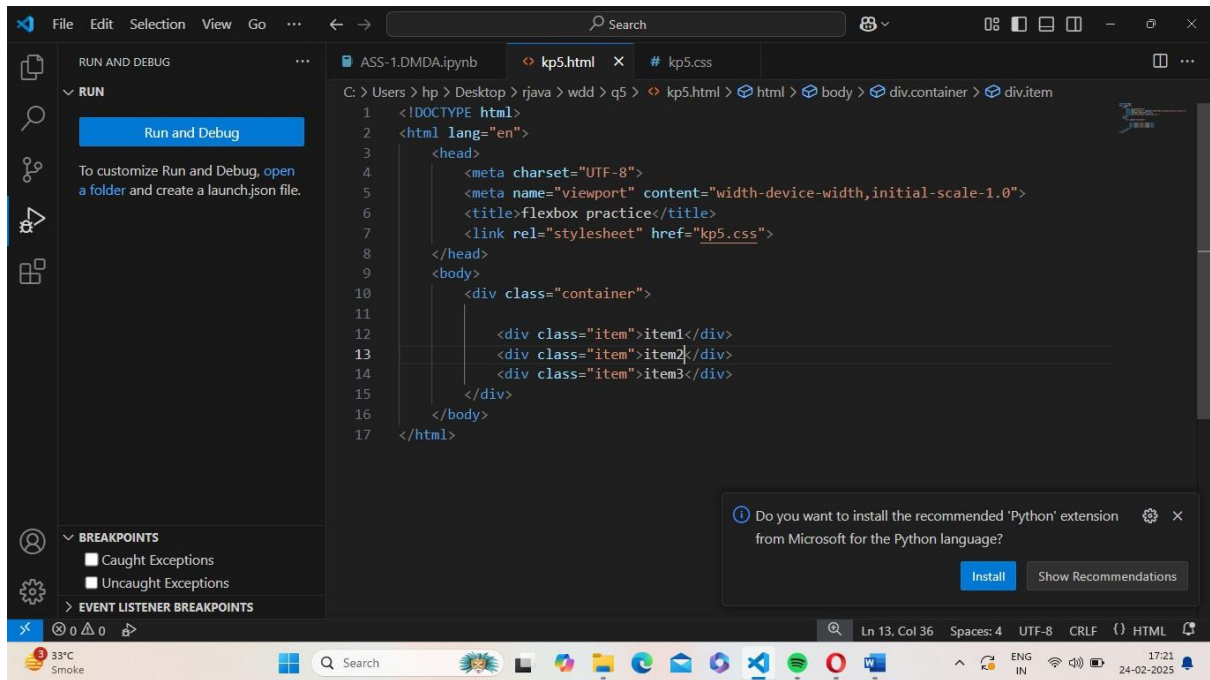 File Edit Selection View Go ··· Search
RUN AND DEBUG ···
ASS-1.DMDA.ipynb kp5.html kp5.css
RUN
C: > Users > hp > Desktop > rjava > wdd > q5 > kp5.html > html > body > div.container > div.item
Run and Debug
To customize Run and Debug, open
a folder and create a launch.json file.
1 <!DOCTYPE html>
2 <html lang="en">
3 <head>
4 <meta charset="UTF-8">
5 <meta name="viewport" content="width-device-width,initial-scale-1.0">
6 <title>flexbox practice</title>
7 <link rel="stylesheet" href="kp5.css">
8 </head>
9 <body>
10 <div class="container">
11
12 <div class="item">item1</div>
13 <div class="item">item2</div>
14 <div class="item">item3</div>
15 </div>
16 </body>
17 </html>
BREAKPOINTS
Caught Exceptions
Uncaught Exceptions
EVENT LISTENER BREAKPOINTS
Do you want to install the recommended 'Python' extension
from Microsoft for the Python language?
Install Show Recommendations
0 0 Ln 13, Col 36 Spaces: 4 UTF-8 CRLF {} HTML
3 33°C
Smoke
Search
ENG
IN
17:21
24-02-2025